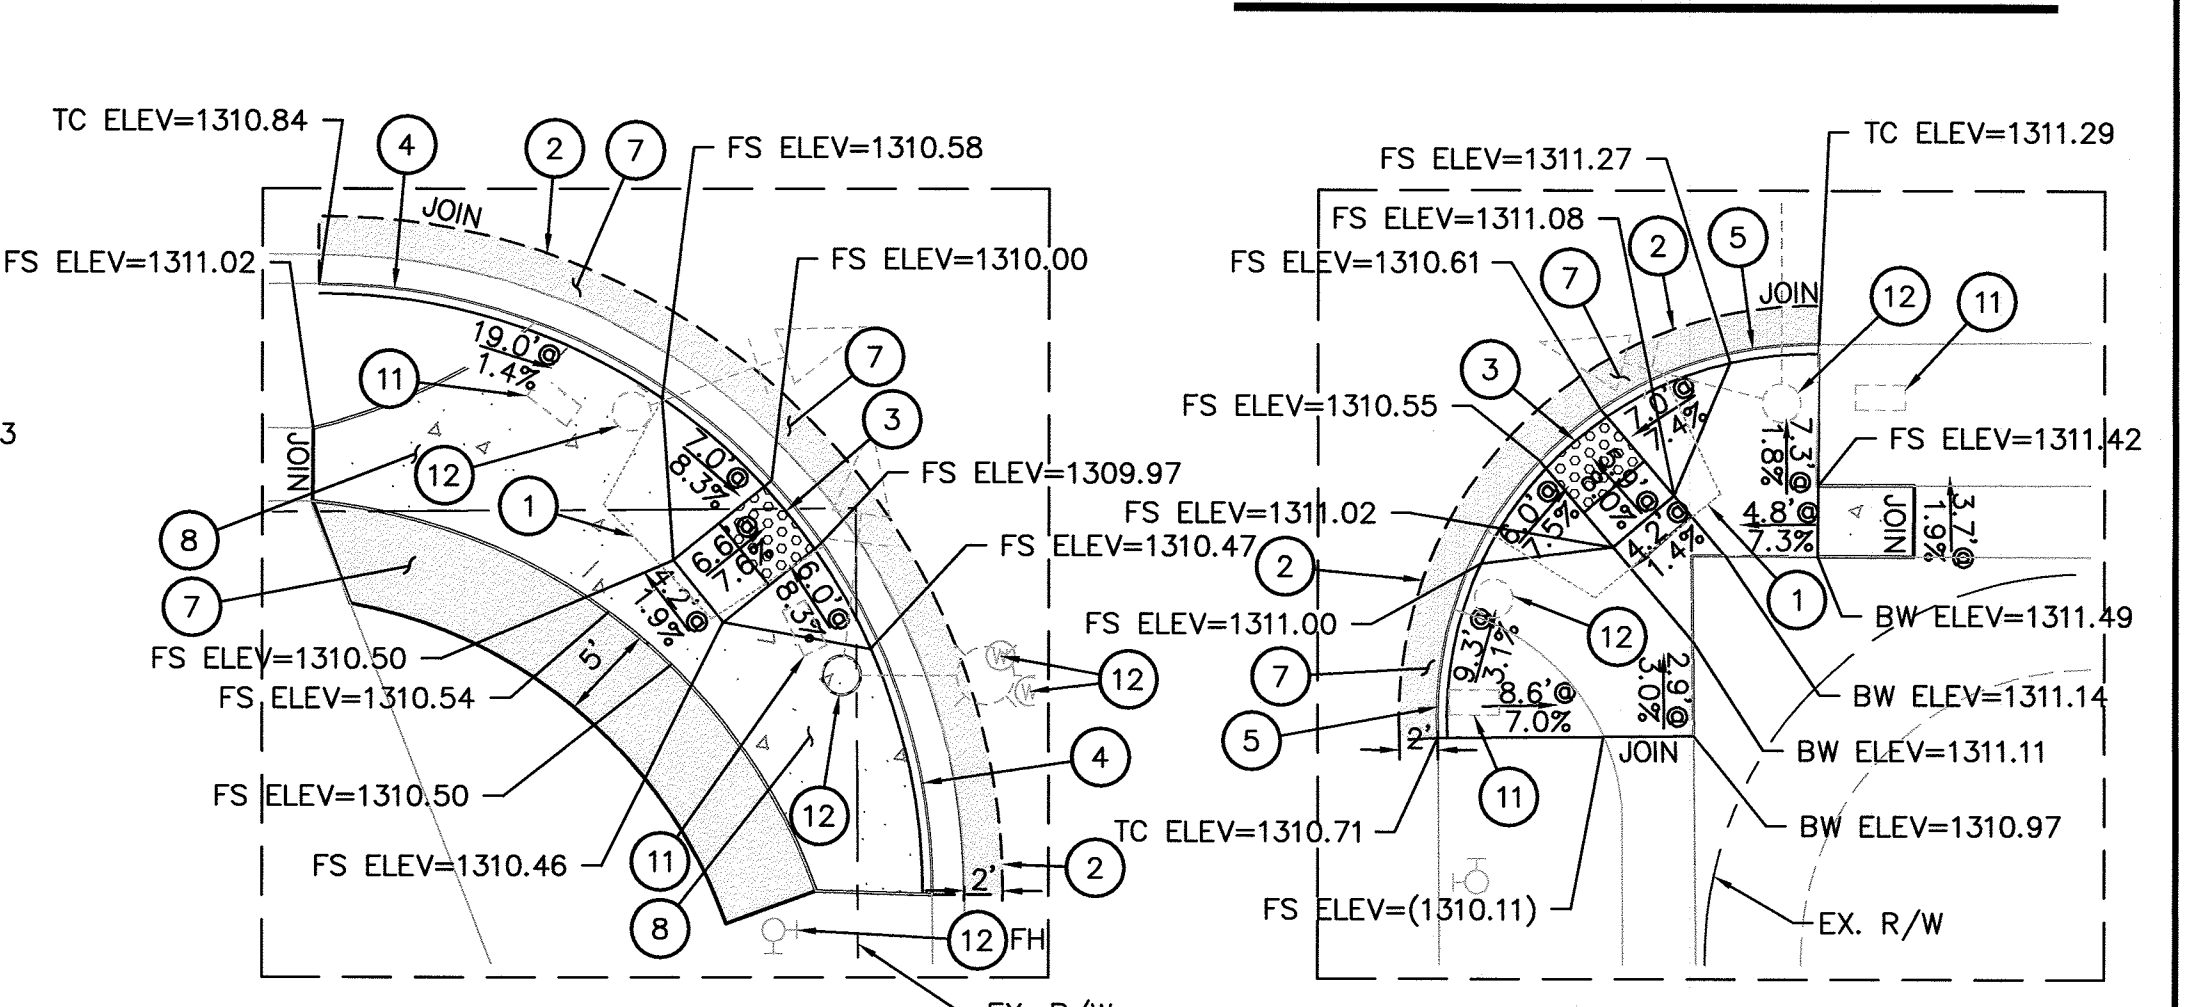 TC ELEV=1310.84
4
2
7
FS ELEV=1310.58
JOIN
FS ELEV=1311.02
FS ELEV=1310.00
19.0'@
1.4%
11
7
3
3
JOIN
12
7.0'@
8.3%
FS ELEV=1309.97
1
8
6.6'@
7.6%
FS ELEV=1310.47
7
4.2'@
1.9%
6.0'@
8.3%
FS ELEV=1310.50
5'
FS ELEV=1310.54
W
W
12
4
FS ELEV=1310.50
12
11
FS ELEV=1310.46
2'
2
8
12 FH
EX. R/W
TC ELEV=1311.29
FS ELEV=1311.27
FS ELEV=1311.08
2
5
FS ELEV=1310.61
7
JOIN
12
11
3
7.0'@
7.4%
FS ELEV=1310.55
7.3'@
1.8%
FS ELEV=1311.42
6.0'@
7.5%
FS ELEV=1311.02
4.2'@
1.4%
4.8'@
7.3%
JOIN
3.7'@
1.9%
2
1
FS ELEV=1311.00
12
BW ELEV=1311.49
9.3'@
3.1%
7
8.6'@
7.0%
2.9'@
3.0%
BW ELEV=1311.14
5
2'
JOIN
BW ELEV=1311.11
11
TC ELEV=1310.71
BW ELEV=1310.97
FS ELEV=(1310.11)
EX. R/W